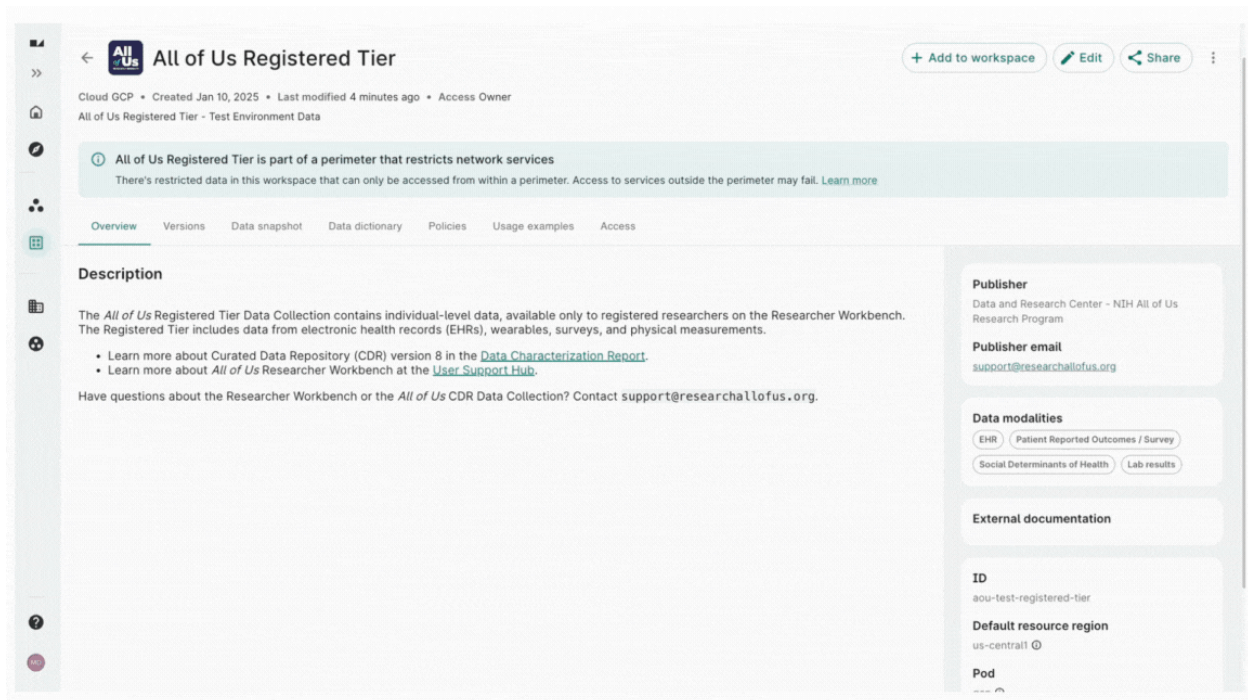 All of Us
All of Us Registered Tier
+ Add to workspace
Edit
Share
Cloud GCP • Created Jan 10, 2025 • Last modified 4 minutes ago • Access Owner
All of Us Registered Tier - Test Environment Data
All of Us Registered Tier is part of a perimeter that restricts network services
There's restricted data in this workspace that can only be accessed from within a perimeter. Access to services outside the perimeter may fail. Learn more
Overview Versions Data snapshot Data dictionary Policies Usage examples Access
Description
The All of Us Registered Tier Data Collection contains individual-level data, available only to registered researchers on the Researcher Workbench.
The Registered Tier includes data from electronic health records (EHRs), wearables, surveys, and physical measurements.
• Learn more about Curated Data Repository (CDR) version 8 in the Data Characterization Report.
• Learn more about All of Us Researcher Workbench at the User Support Hub.
Have questions about the Researcher Workbench or the All of Us CDR Data Collection? Contact support@researchallofus.org.
Publisher
Data and Research Center - NIH All of Us
Research Program
Publisher email
support@researchallofus.org
Data modalities
EHR Patient Reported Outcomes / Survey
Social Determinants of Health Lab results
External documentation
ID
aou-test-registered-tier
Default resource region
us-central1
Pod